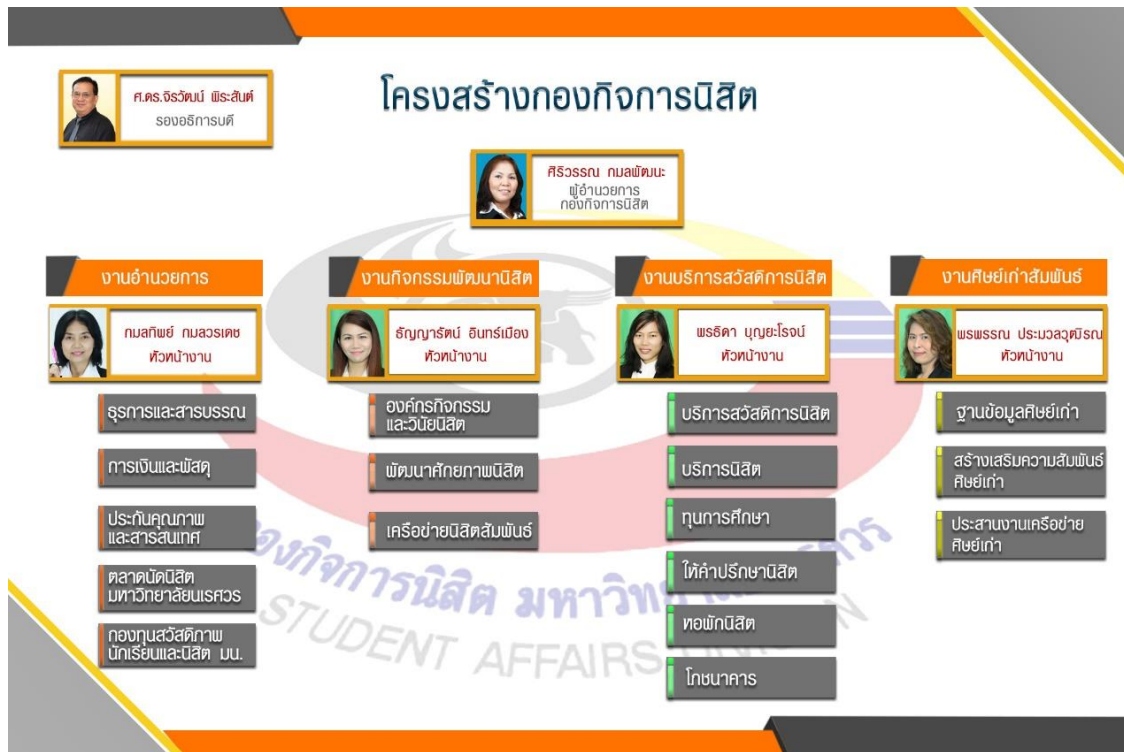 ศ.ดร.จิรวัฒน์ พิระสันต์
รองอธิการบดี
โครงสร้างกองกิจการนิสิต
ศิริวรรณ กมลพัฒนะ
ผู้อำนวยการ
กองกิจการนิสิต
งานอำนวยการ
กมลทิพย์ กมลวรเดช
หัวหน้างาน
ธุรการและสารบรรณ
การเงินและพัสดุ
ประกันคุณภาพ
และสารสนเทศ
ตลาดนัดนิสิต
มหาวิทยาลัยนเรศวร
กองทุนสวัสดิภาพ
นักเรียนและนิสิต มน.
งานกิจกรรมพัฒนานิสิต
ธัญญารัตน์ อินทร์เมือง
หัวหน้างาน
องค์กรกิจกรรม
และวินัยนิสิต
พัฒนาศักยภาพนิสิต
เครือข่ายนิสิตสัมพันธ์
งานบริการสวัสดิการนิสิต
พรธิดา บุญยะโรจน์
หัวหน้างาน
บริการสวัสดิการนิสิต
บริการนิสิต
ทุนการศึกษา
ให้คำปรึกษานิสิต
หอพักนิสิต
โภชนาคาร
งานศิษย์เก่าสัมพันธ์
พรพรรณ ประมวลวุฒิรณ
หัวหน้างาน
ฐานข้อมูลศิษย์เก่า
สร้างเสริมความสัมพันธ์
ศิษย์เก่า
ประสานงานเครือข่าย
ศิษย์เก่า
STUDENT AFFAIRS